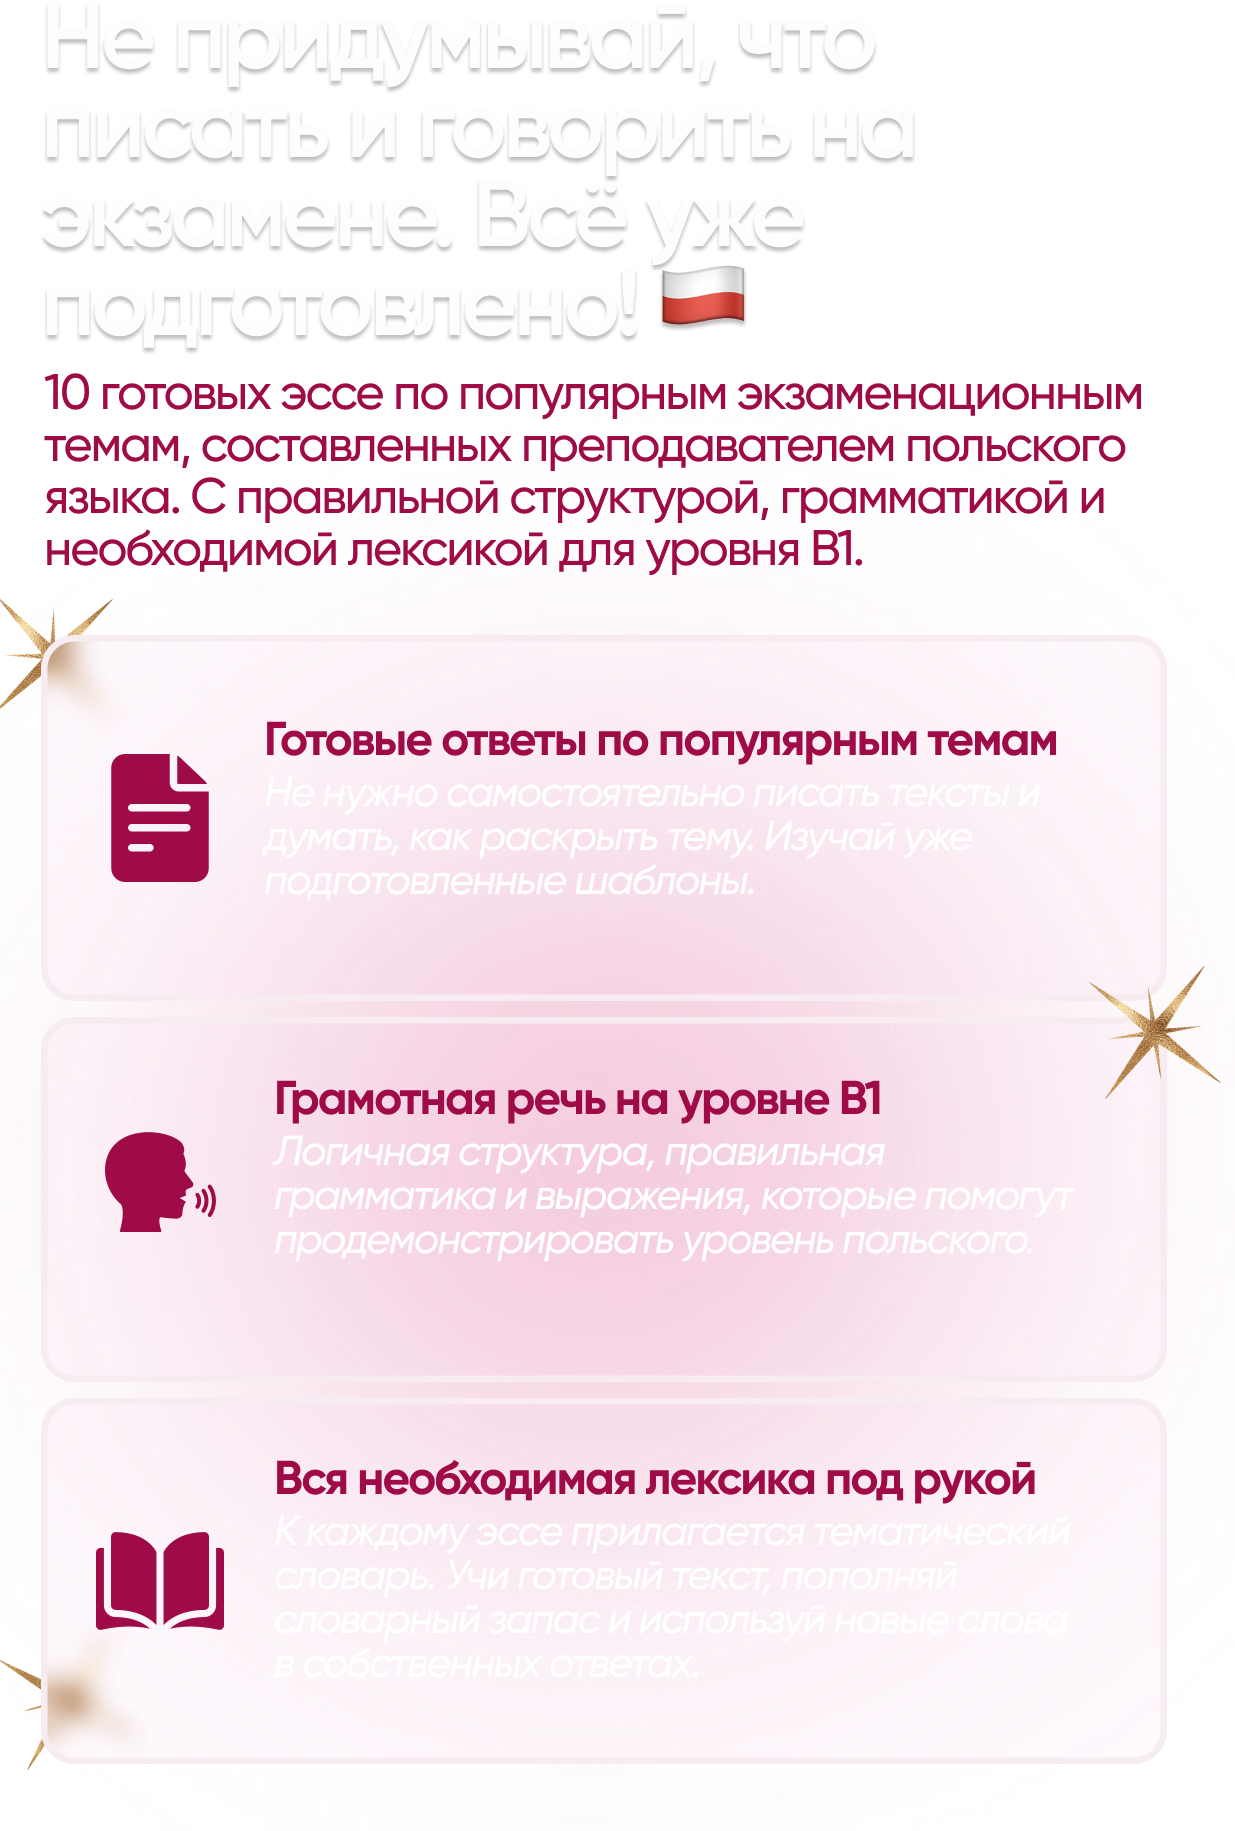 Не придумывай, что
писать и говорить на
экзамене. Всё уже
подготовлено!
10 готовых эссе по популярным экзаменационным
темам, составленных преподавателем польского
языка. С правильной структурой, грамматикой и
необходимой лексикой для уровня B1.
Готовые ответы по популярным темам
Не нужно самостоятельно писать тексты и
думать, как раскрыть тему. Изучай уже
подготовленные шаблоны.
Грамотная речь на уровне B1
Логичная структура, правильная
грамматика и выражения, которые помогут
продемонстрировать уровень польского.
Вся необходимая лексика под рукой
К каждому эссе прилагается тематический
словарь. Учи готовый текст, пополняй
словарный запас и используй новые слова
в собственных ответах.